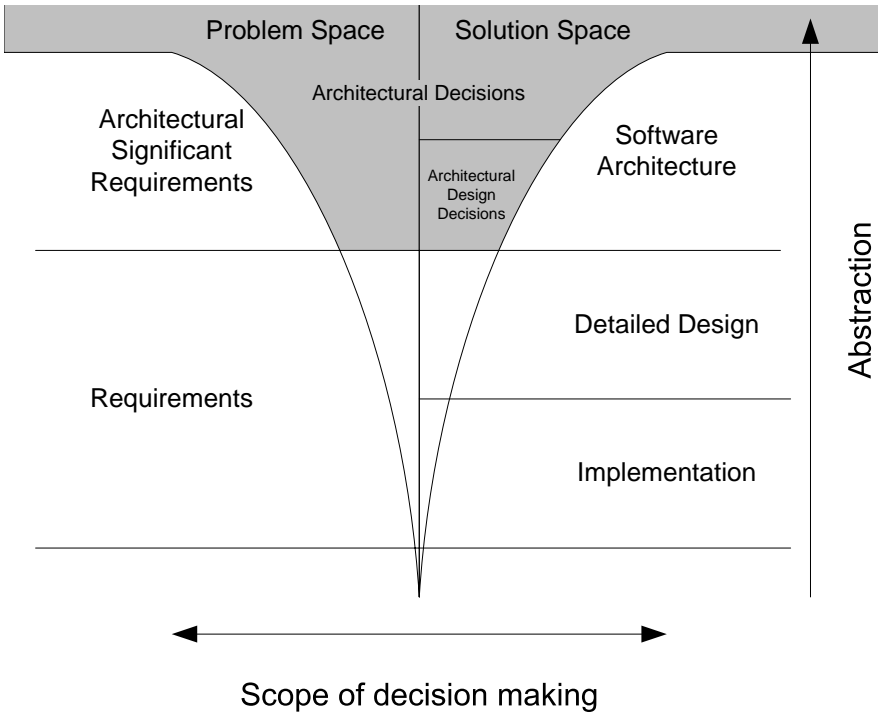 Problem Space
Solution Space
Architectural Decisions
Architectural
Significant
Requirements
Software
Architecture
Architectural
Design
Decisions
Abstraction
Detailed Design
Requirements
Implementation
Scope of decision making